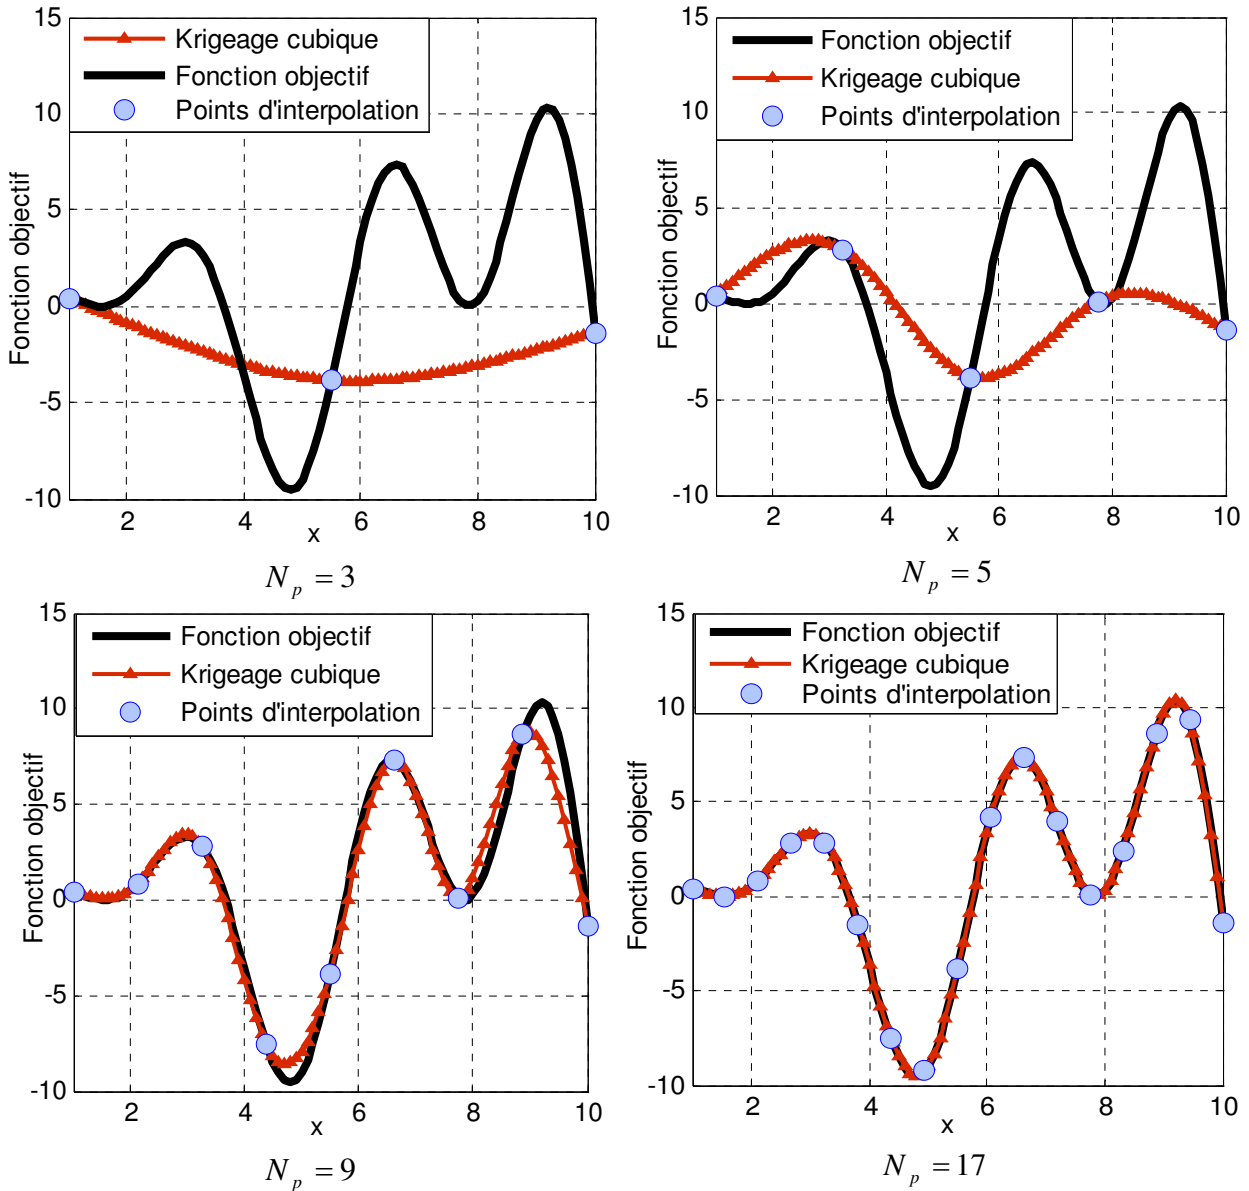 15
10
5
0
-5
-10
2
4
6
8
10
Fonction objectif
x
Krigeage cubique
Fonction objectif
Points d'interpolation
N_p = 3
15
10
5
0
-5
-10
2
4
6
8
10
Fonction objectif
x
Fonction objectif
Krigeage cubique
Points d'interpolation
N_p = 5
15
10
5
0
-5
-10
2
4
6
8
10
Fonction objectif
x
Fonction objectif
Krigeage cubique
Points d'interpolation
N_p = 9
15
10
5
0
-5
-10
2
4
6
8
10
Fonction objectif
x
Fonction objectif
Krigeage cubique
Points d'interpolation
N_p = 17